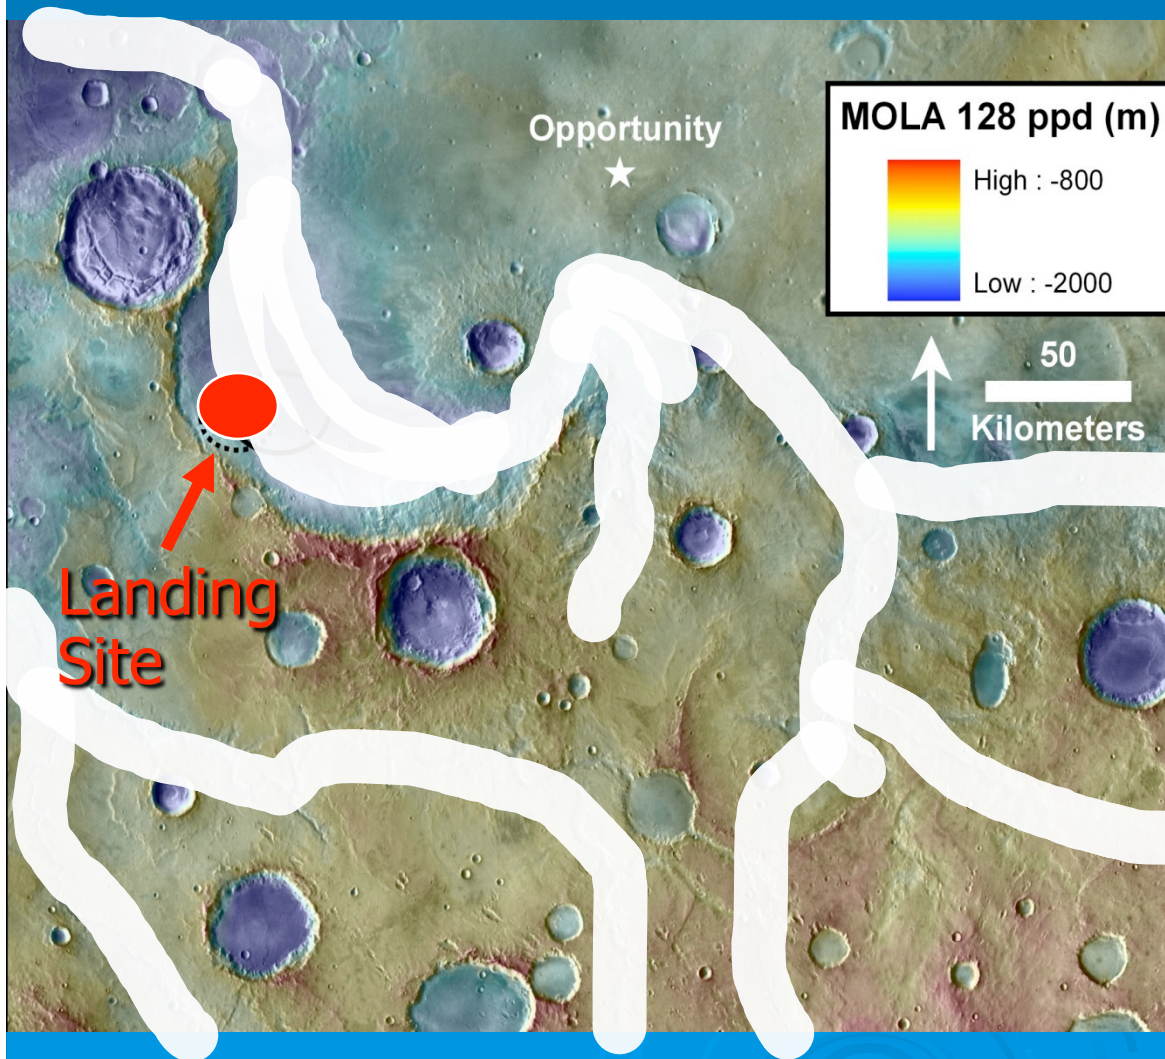 Opportunity
MOLA 128 ppd (m)
High : -800
Low : -2000
50
Kilometers
Landing
Site